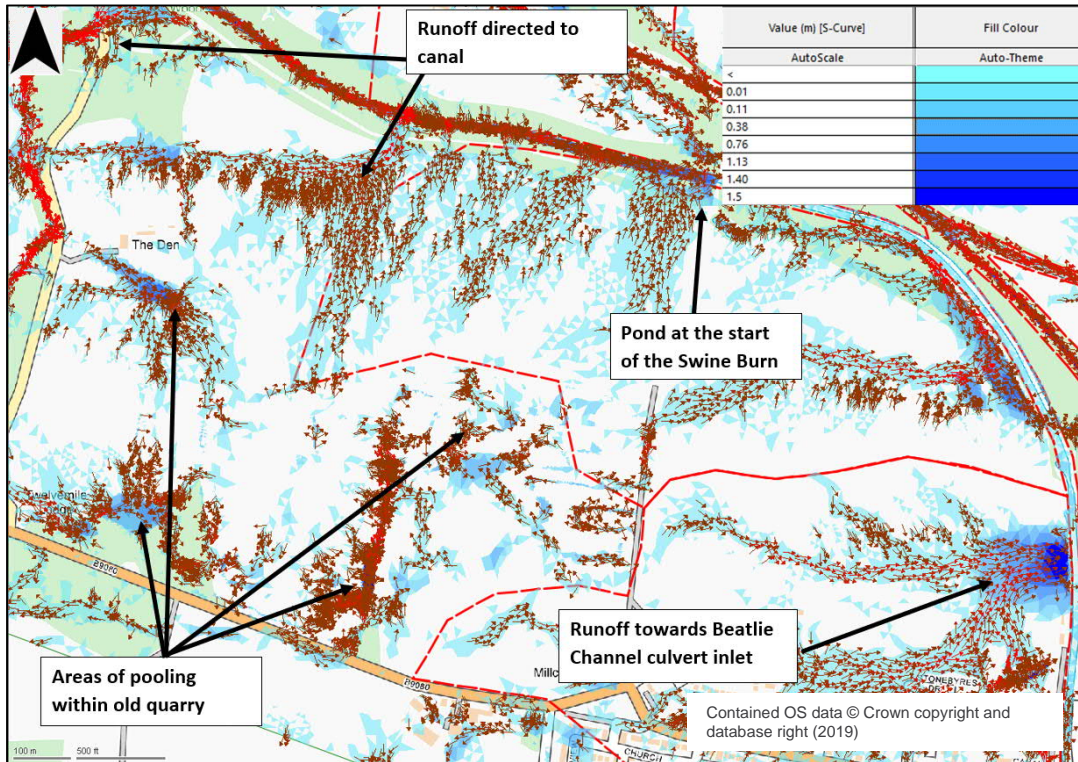 Runoff directed to
canal
Value (m) [S-Curve]
Fill Colour
AutoScale
Auto-Theme
<
0.01
0.11
0.38
0.76
1.13
1.40
1.5
The Den
Pond at the start
of the Swine Burn
B9080
Areas of pooling
within old quarry
B9080
Runoff towards Beatlie
Channel culvert inlet
Contained OS data © Crown copyright and
database right (2019)
CHURCH
100 m
500 ft